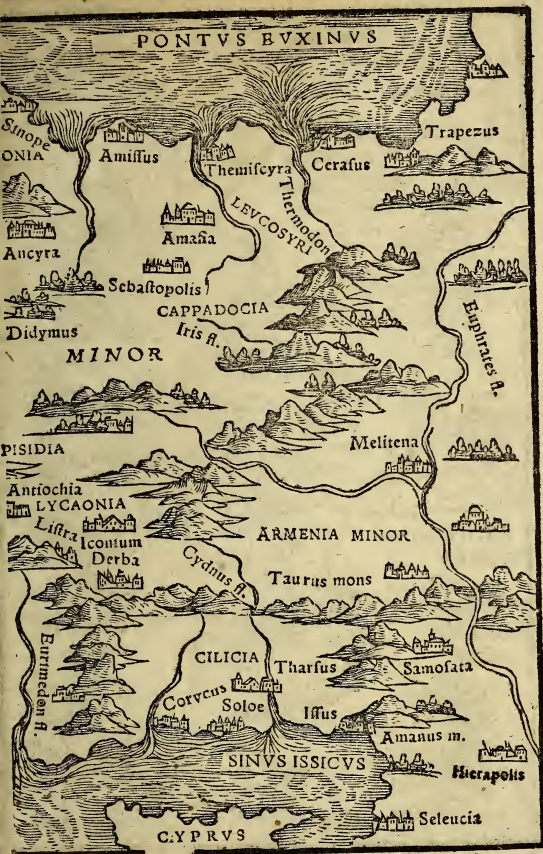 PONTVS EVXINVS
Sinope
ONIA
Amiſſus
Themiſcyra
Ceraſus
Trapezus
Thermodon
LEVCOSYRI
Ancyra
Amaſia
Sebaſtopolis
CAPPADOCIA
Iris fl.
Euphrates fl.
Didymus
MINOR
PISIDIA
Melitena
Antiochia
LYCAONIA
Liſtra
Iconium
Derba
ARMENIA MINOR
Cydnus fl.
Taurus mons
Eurimedon fl.
CILICIA
Tharſus
Samoſata
Corycus
Soloe
Iſſus
Amanus m.
SINVS ISSICVS
Hierapolis
CYPRVS
Seleucia